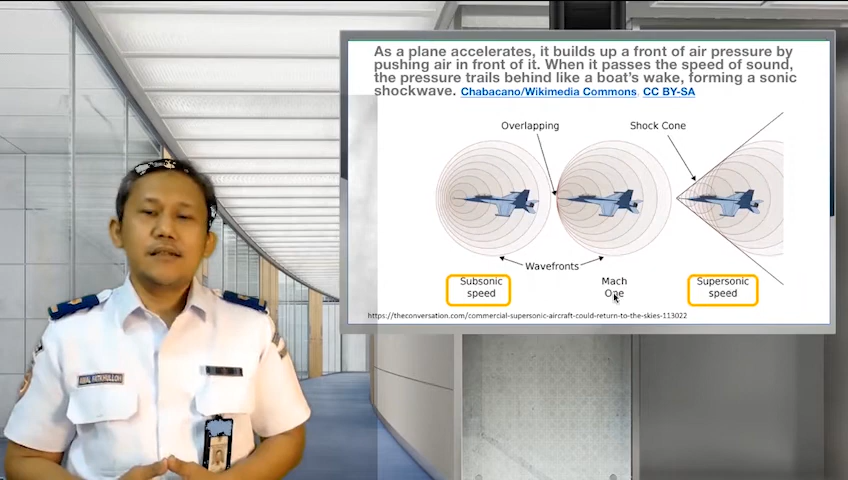 As a plane accelerates, it builds up a front of air pressure by
pushing air in front of it. When it passes the speed of sound,
the pressure trails behind like a boat's wake, forming a sonic
shockwave. Chabacano/Wikimedia Commons, CC BY-SA
Overlapping
Shock Cone
Wavefronts
Subsonic
speed
Mach
One
Supersonic
speed
https://theconversation.com/commercial-supersonic-aircraft-could-return-to-the-skies-113022